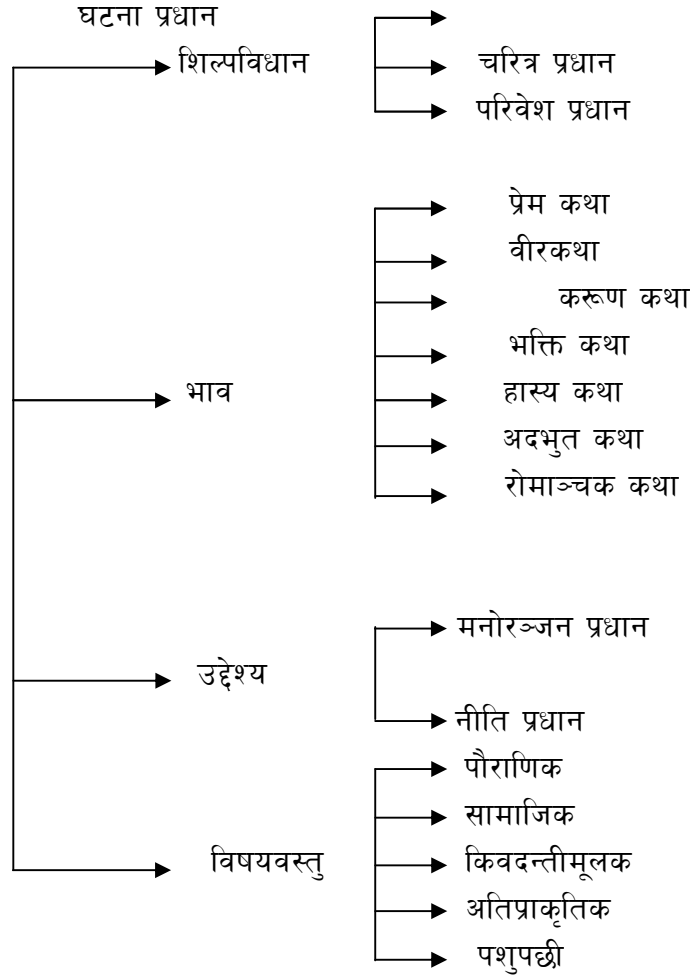 घटना प्रधान
शिल्पविधान
चरित्र प्रधान
परिवेश प्रधान
प्रेम कथा
वीरकथा
करूण कथा
भक्ति कथा
भाव
हास्य कथा
अदभुत कथा
रोमाञ्चक कथा
मनोरञ्जन प्रधान
उद्देश्य
नीति प्रधान
पौराणिक
सामाजिक
विषयवस्तु
किवदन्तीमूलक
अतिप्राकृतिक
पशुपछी